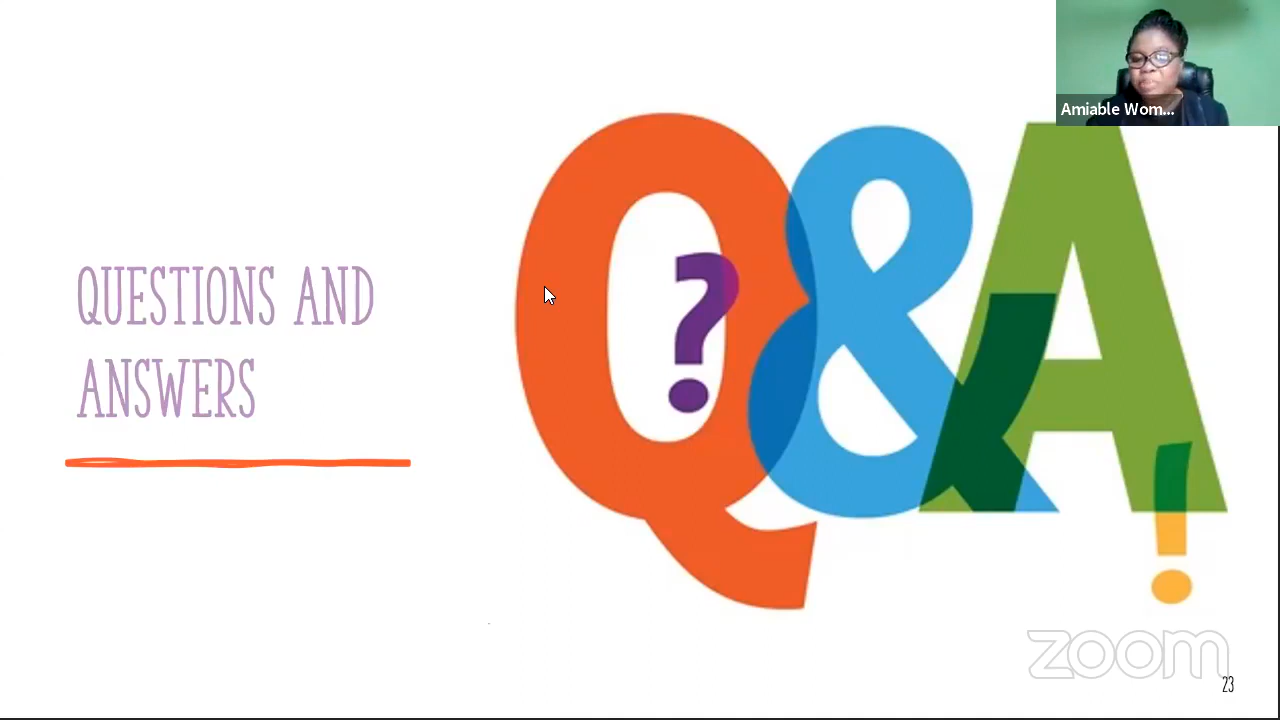 Amiable Wom...
QUESTIONS AND
ANSWERS
Q&A
?
!
zoom
23